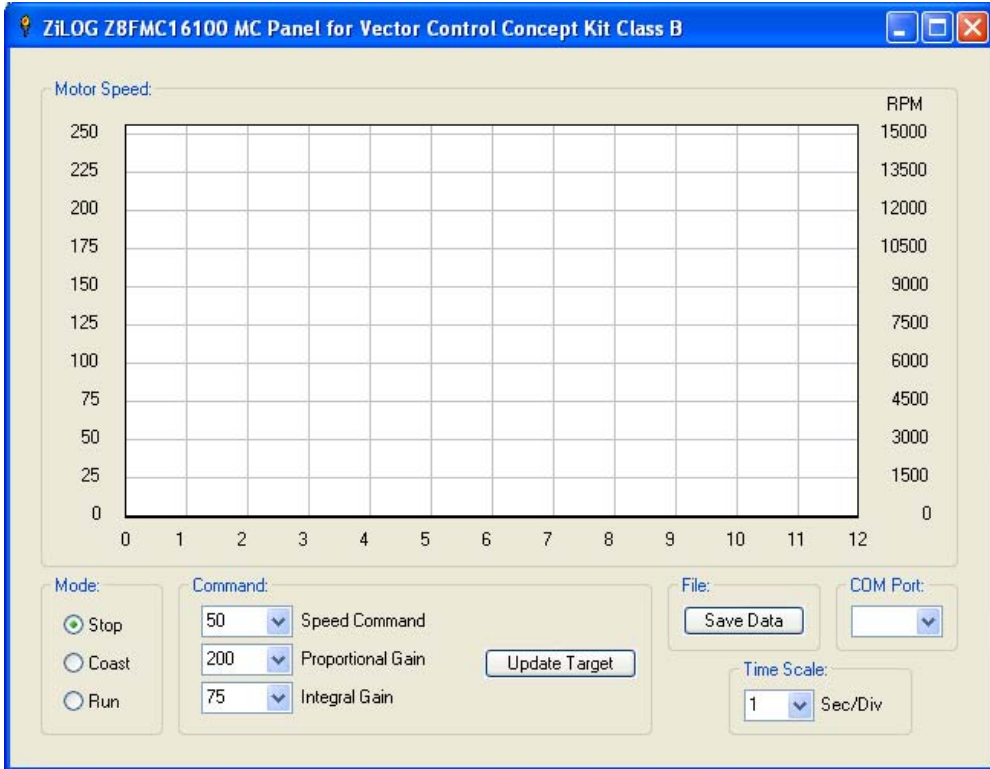 ZiLOG Z8FMC16100 MC Panel for Vector Control Concept Kit Class B
Motor Speed:
RPM
250 15000
225 13500
200 12000
175 10500
150 9000
125 7500
100 6000
75 4500
50 3000
25 1500
0 0
0 1 2 3 4 5 6 7 8 9 10 11 12
Mode:
Stop
Coast
Run
Command:
50 Speed Command
200 Proportional Gain
75 Integral Gain
Update Target
File:
Save Data
COM Port:
Time Scale:
1 Sec/Div